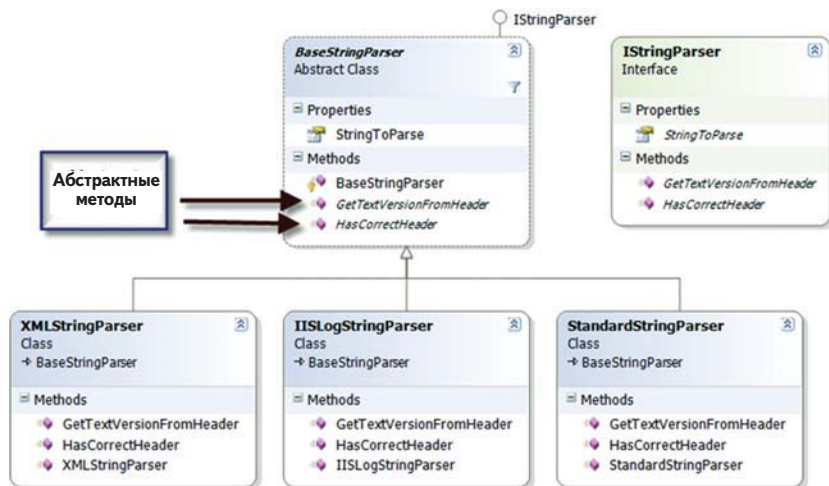 IStringParser
BaseStringParser
Abstract Class
Properties
StringToParse
Methods
BaseStringParser
GetTextVersionFromHeader
HasCorrectHeader
IStringParser
Interface
Properties
StringToParse
Methods
GetTextVersionFromHeader
HasCorrectHeader
Абстрактные
методы
XMLStringParser
Class
BaseStringParser
Methods
GetTextVersionFromHeader
HasCorrectHeader
XMLStringParser
IISLogStringParser
Class
BaseStringParser
Methods
GetTextVersionFromHeader
HasCorrectHeader
IISLogStringParser
StandardStringParser
Class
BaseStringParser
Methods
GetTextVersionFromHeader
HasCorrectHeader
StandardStringParser